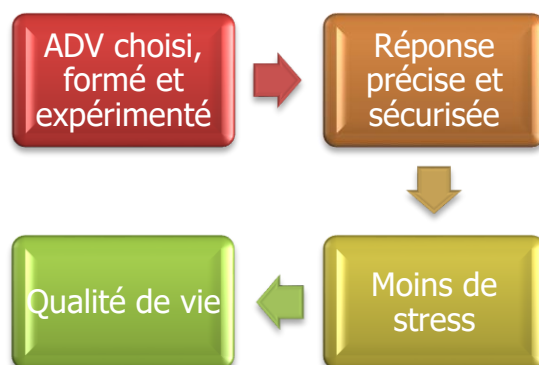 ADV choisi,
formé et
expérimenté
Réponse
précise et
sécurisée
Moins de
stress
Qualité de vie